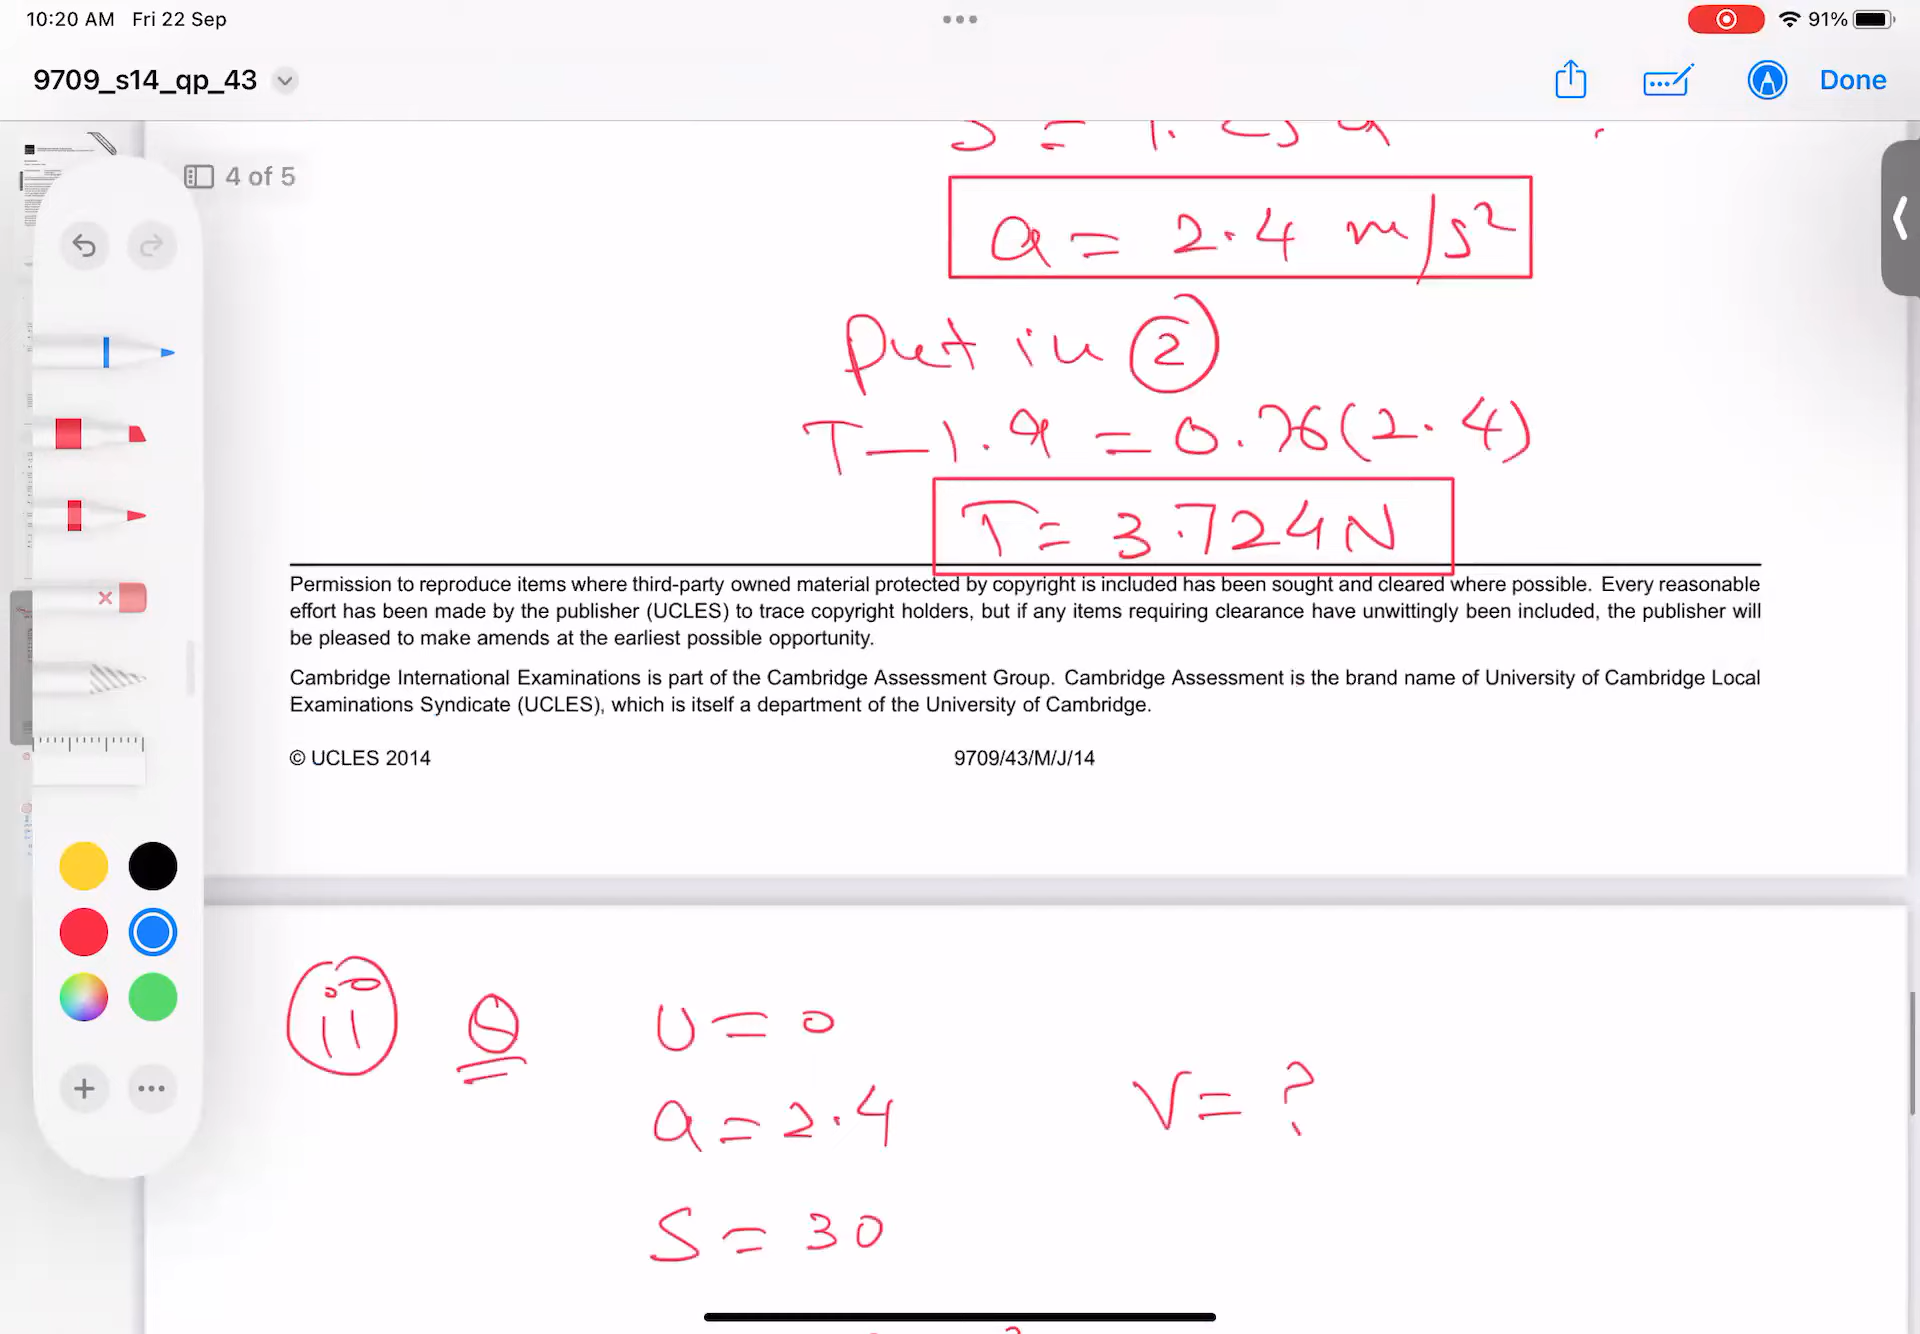 10:20 AM Fri 22 Sep
91%
9709_s14_qp_43
Done
4 of 5
a = 2.4 m/s²
Put in ②
T - 1.9 = 0.76(2.4)
T = 3.724N
Permission to reproduce items where third-party owned material protected by copyright is included has been sought and cleared where possible. Every reasonable
effort has been made by the publisher (UCLES) to trace copyright holders, but if any items requiring clearance have unwittingly been included, the publisher will
be pleased to make amends at the earliest possible opportunity.
Cambridge International Examinations is part of the Cambridge Assessment Group. Cambridge Assessment is the brand name of University of Cambridge Local
Examinations Syndicate (UCLES), which is itself a department of the University of Cambridge.
© UCLES 2014
9709/43/M/J/14
ii
U = 0
V = ?
a = 2.4
S = 30